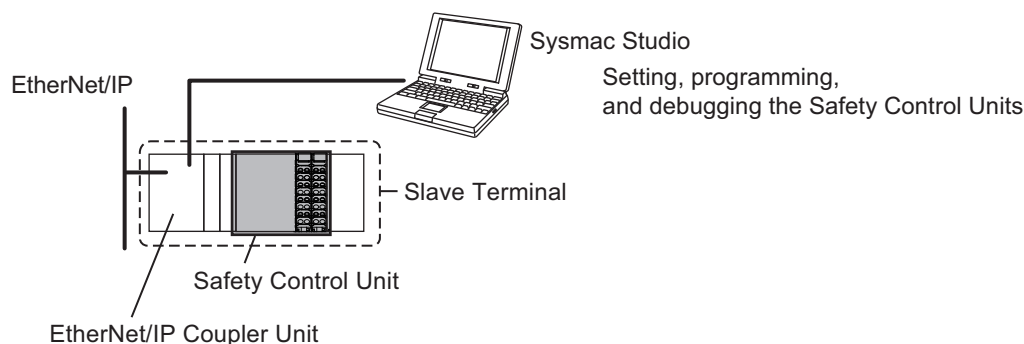 Sysmac Studio
EtherNet/IP
Setting, programming,
and debugging the Safety Control Units
Slave Terminal
Safety Control Unit
EtherNet/IP Coupler Unit